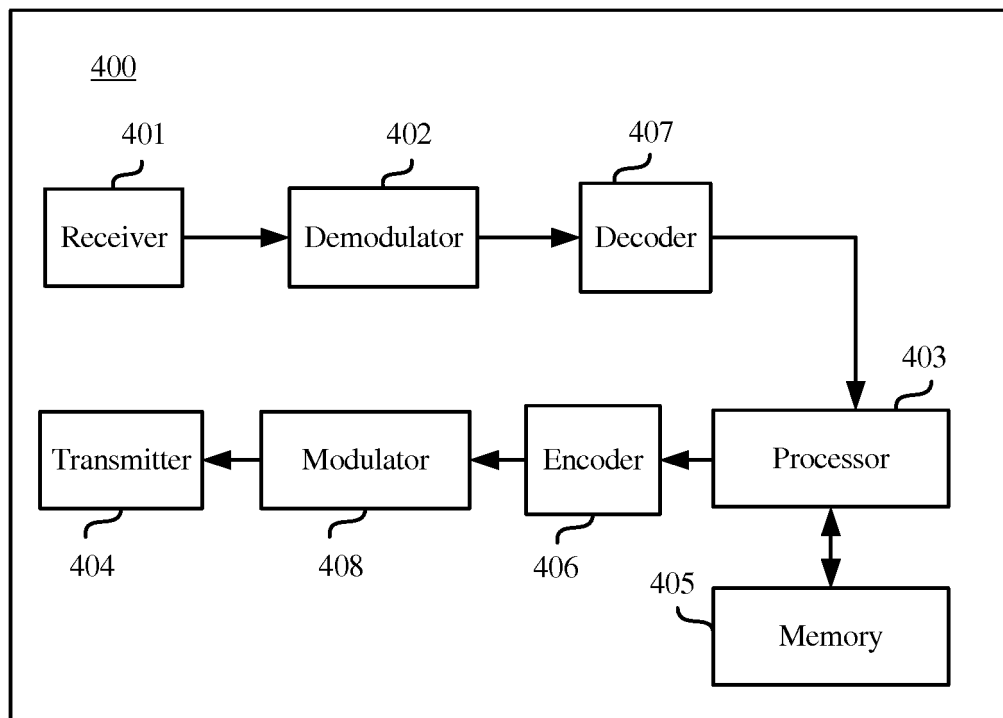 400
401
402
407
Receiver
Demodulator
Decoder
403
Transmitter
Modulator
Encoder
Processor
404
408
406
405
Memory